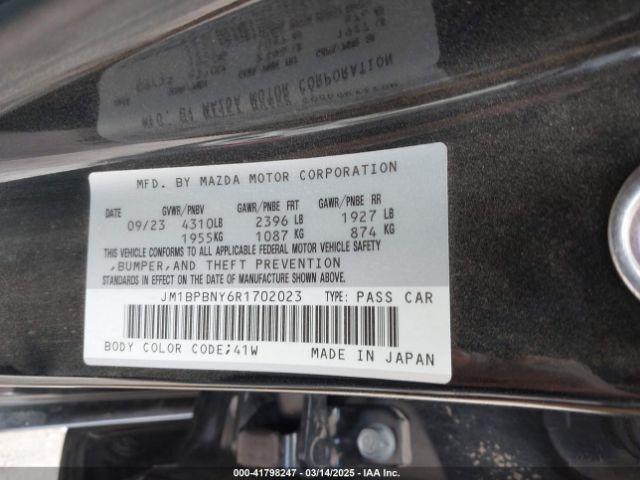 MFD. BY MAZDA MOTOR CORPORATION
DATE GVWR/PNBV GAWR/PNBE FRT GAWR/PNBE RR
09/23 4310LB 2396 LB 1927 LB
1955KG 1087 KG 874 KG
THIS VEHICLE CONFORMS TO ALL APPLICABLE FEDERAL MOTOR VEHICLE SAFETY
,BUMPER,AND THEFT PREVENTION
STANDARDS IN EFFECT ON THE DATE OF MANUFACTURE SHOWN ABOVE.
JM1BPBNY6R1702023 TYPE: PASS CAR
BODY COLOR CODE;41W MADE IN JAPAN
000-41798247 — 03/14/2025 — IAA Inc.